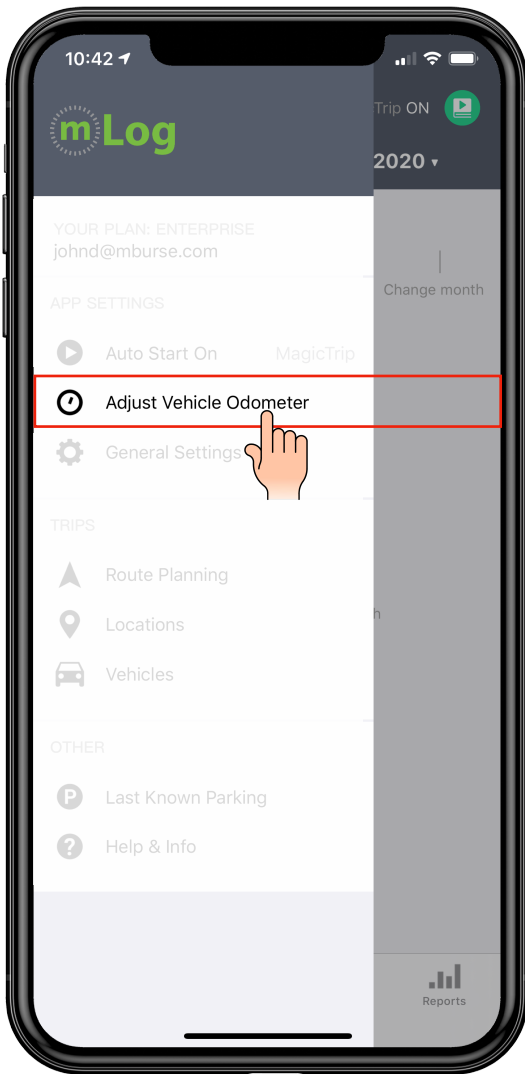 10:42
Trip ON
mLog
2020
YOUR PLAN: ENTERPRISE
johnd@mburse.com
Change month
APP SETTINGS
Auto Start On MagicTrip
Adjust Vehicle Odometer
General Settings
TRIPS
Route Planning
h
Locations
Vehicles
OTHER
P Last Known Parking
? Help & Info
Reports